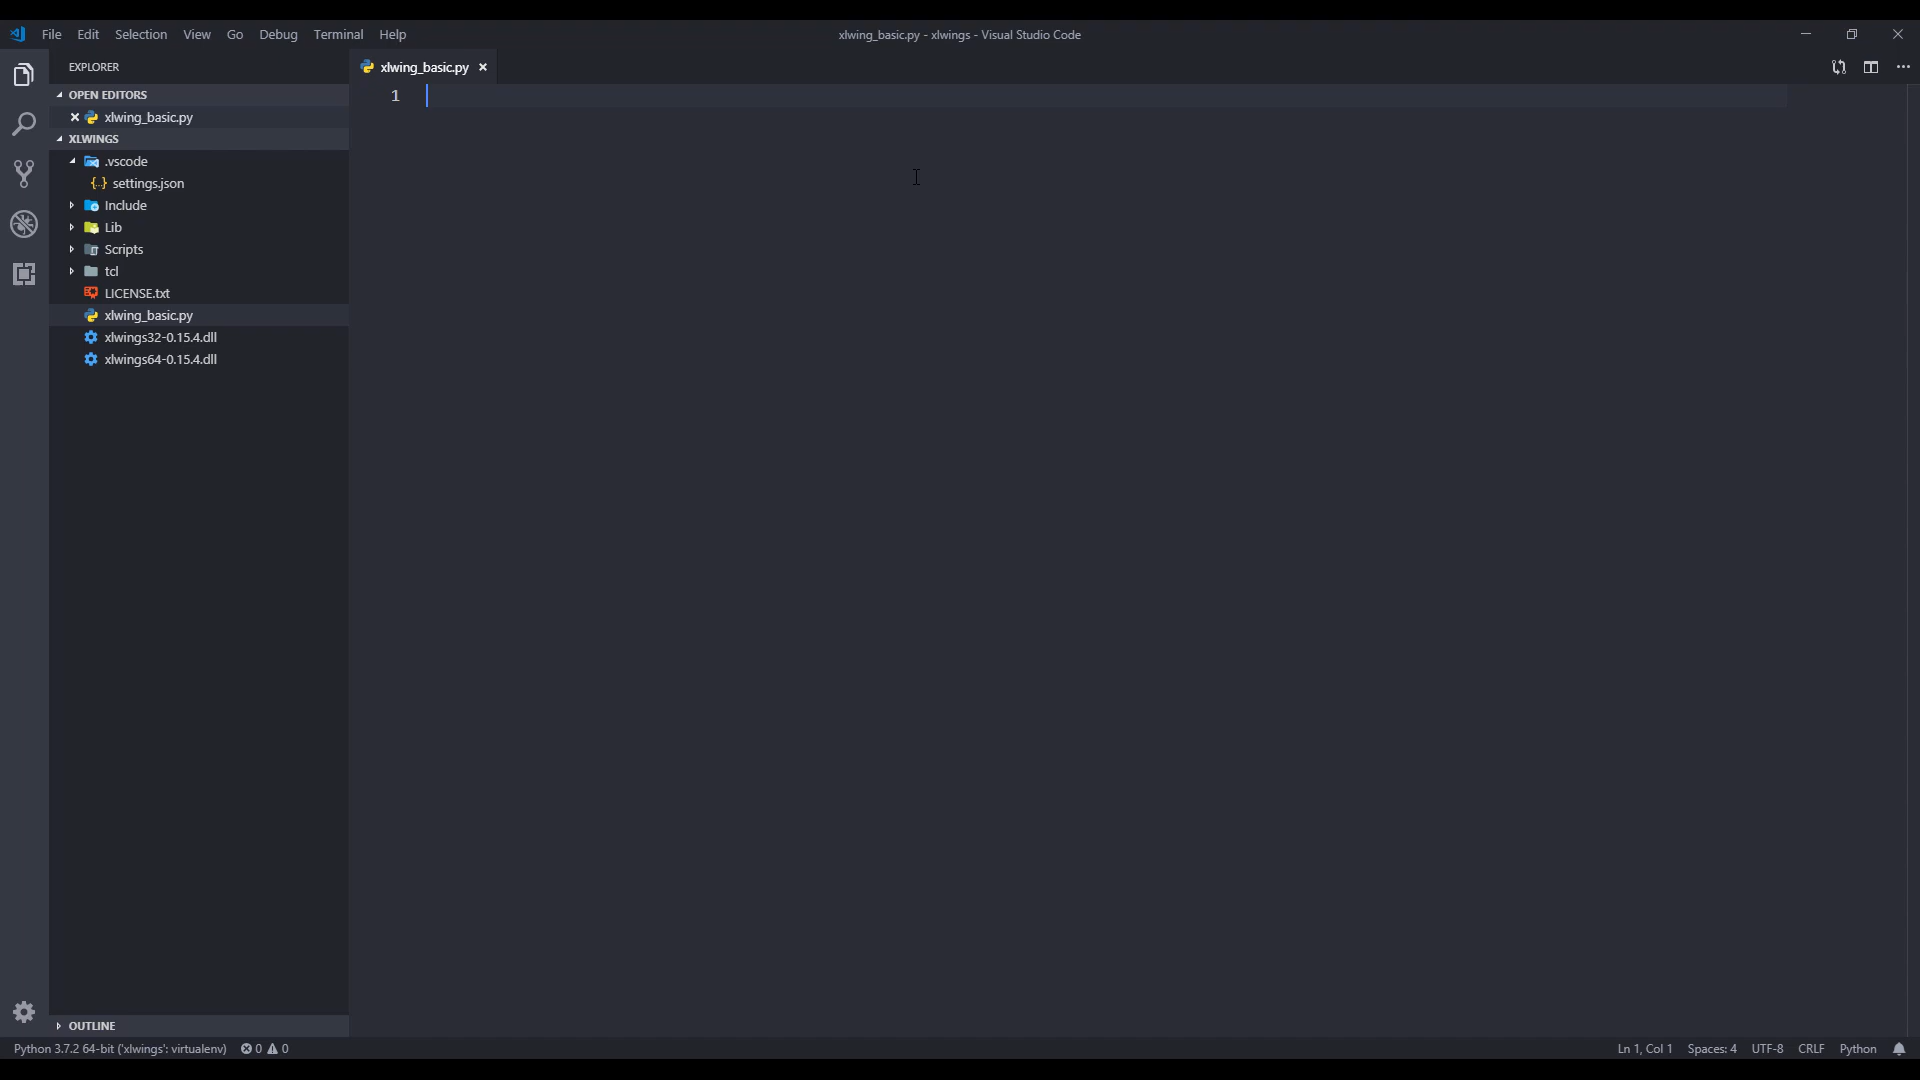 File Edit Selection View Go Debug Terminal Help
xlwing_basic.py - xlwings - Visual Studio Code
EXPLORER
xlwing_basic.py
OPEN EDITORS
xlwing_basic.py
XLWINGS
.vscode
settings.json
Include
Lib
Scripts
tcl
LICENSE.txt
xlwing_basic.py
xlwings32-0.15.4.dll
xlwings64-0.15.4.dll
1
OUTLINE
Python 3.7.2 64-bit ('xlwings': virtualenv) 0 0
Ln 1, Col 1 Spaces: 4 UTF-8 CRLF Python